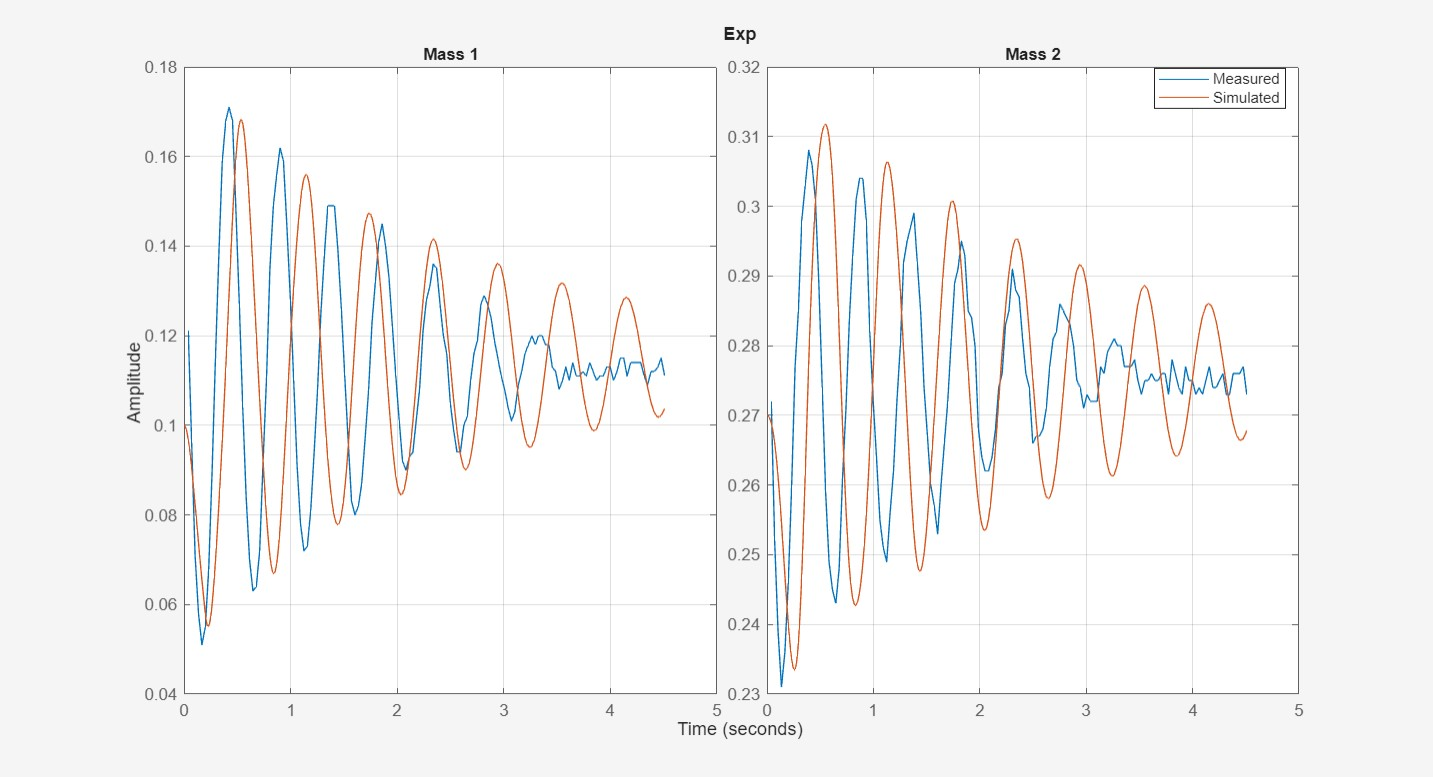 Exp
Mass 1
Mass 2
Measured
Simulated
0.18
0.16
0.14
0.12
0.1
0.08
0.06
0.04
Amplitude
0 1 2 3 4 5
0.32
0.31
0.3
0.29
0.28
0.27
0.26
0.25
0.24
0.23
0 1 2 3 4 5
Time (seconds)